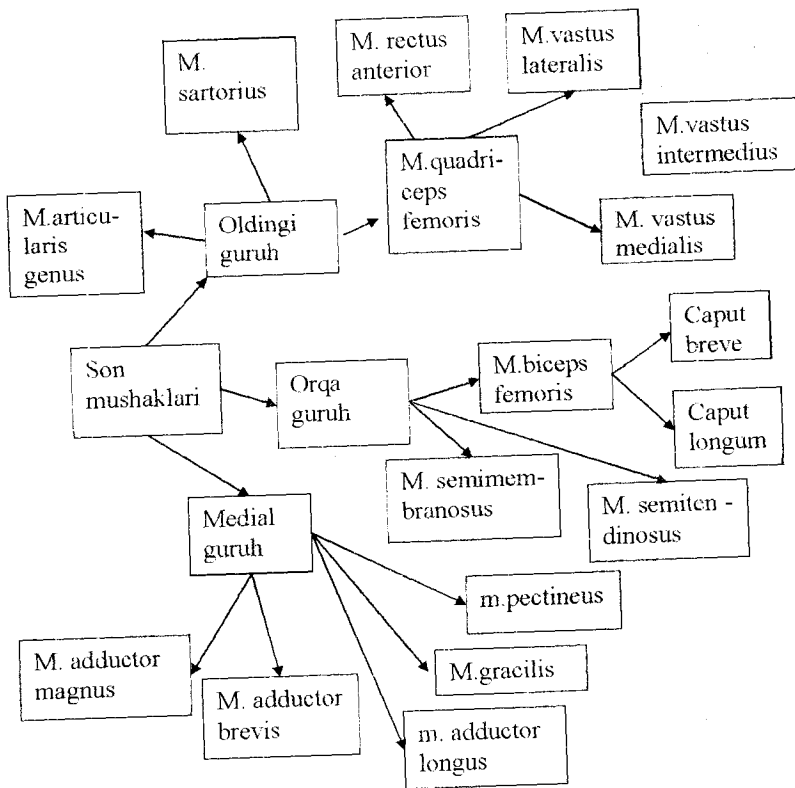 M.
sartorius
M. rectus
anterior
M.vastus
lateralis
M.vastus
intermedius
M.articu-
laris
genus
Oldingi
guruh
M.quadri-
ceps
femoris
M. vastus
medialis
Son
mushaklari
Orqa
guruh
M.biceps
femoris
Caput
breve
Caput
longum
M. semimem-
branosus
M. semiten -
dinosus
Medial
guruh
m.pectineus
M. adductor
magnus
M. adductor
brevis
M.gracilis
m. adductor
longus